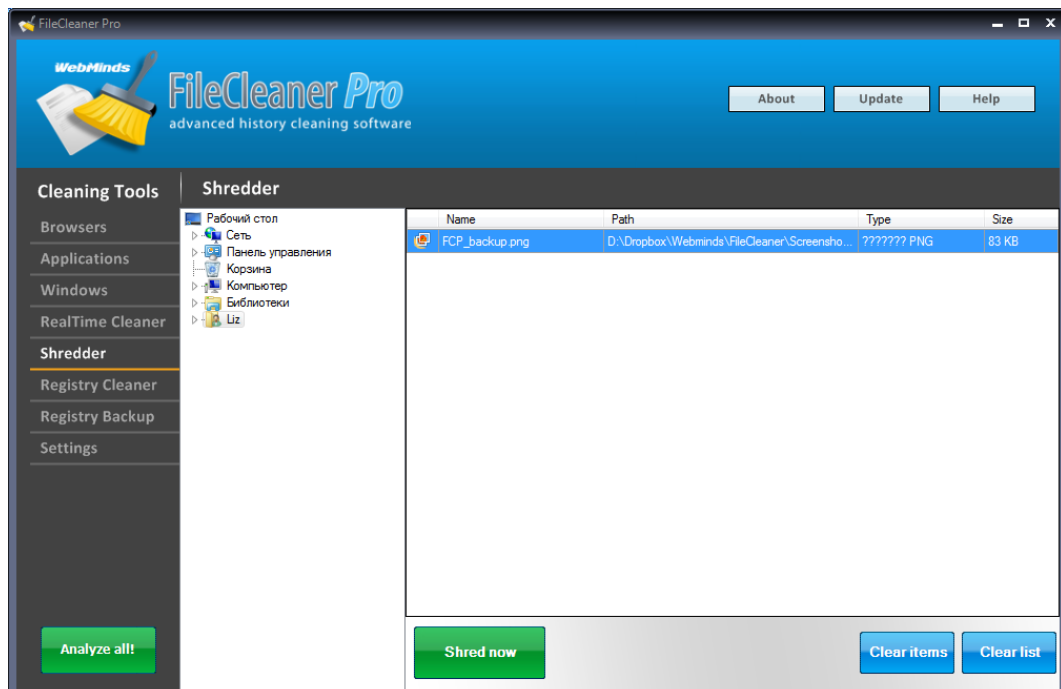 FileCleaner Pro
WebMinds
FileCleaner Pro
advanced history cleaning software
About Update Help
Cleaning Tools
Browsers
Applications
Windows
RealTime Cleaner
Shredder
Registry Cleaner
Registry Backup
Settings
Analyze all!
Shredder
Рабочий стол
Сеть
Панель управления
Корзина
Компьютер
Библиотеки
Liz
Name Path Type Size
FCP_backup.png D:\Dropbox\Webminds\FileCleaner\Screensho... ??????? PNG 83 KB
Shred now Clear items Clear list